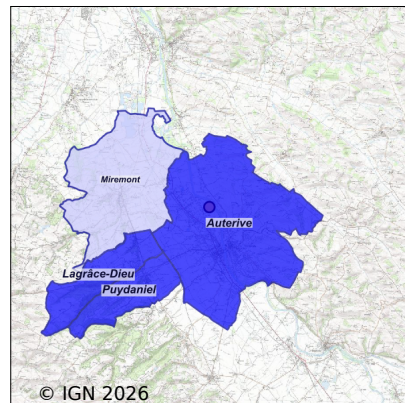 Miremont
Auterive
Lagrâce-Dieu
Puydaniel
© IGN 2026